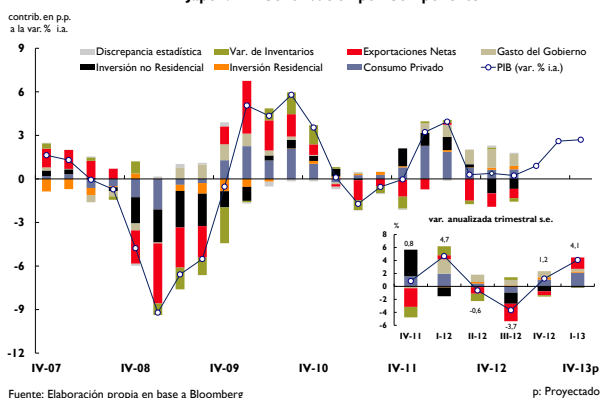 contrib. en p.p.
a la var. % i.a.
Discrepancia estadística
Var. de Inventarios
Exportaciones Netas
Gasto del Gobierno
Inversión no Residencial
Inversión Residencial
Consumo Privado
PIB (var. % i.a.)
9
6
3
0
-3
-6
-9
-12
IV-07
IV-08
IV-09
IV-10
IV-11
IV-12
IV-13p
var. analizada trimestral s.e.
%
8
6
4
2
0
-2
-4
-6
0,8
4,7
-0,6
-3,7
1,2
4,1
IV-11
I-12
II-12
III-12
IV-12
I-13
Fuente: Elaboración propia en base a Bloomberg
p: Proyectado